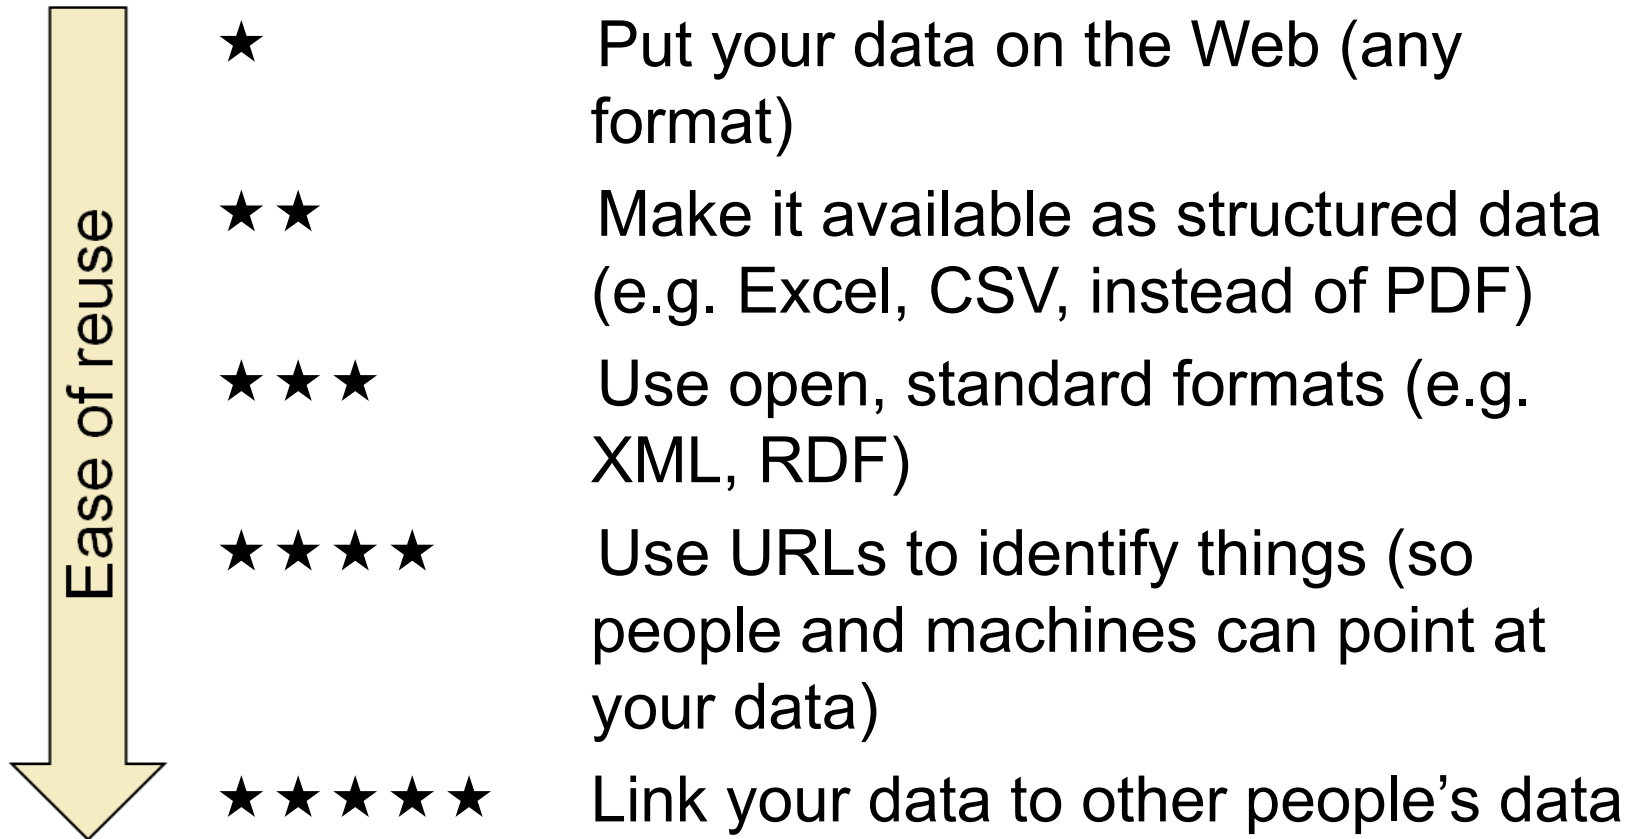 Ease of reuse
★ Put your data on the Web (any
format)
★★ Make it available as structured data
(e.g. Excel, CSV, instead of PDF)
★★★ Use open, standard formats (e.g.
XML, RDF)
★★★★ Use URLs to identify things (so
people and machines can point at
your data)
★★★★★ Link your data to other people’s data